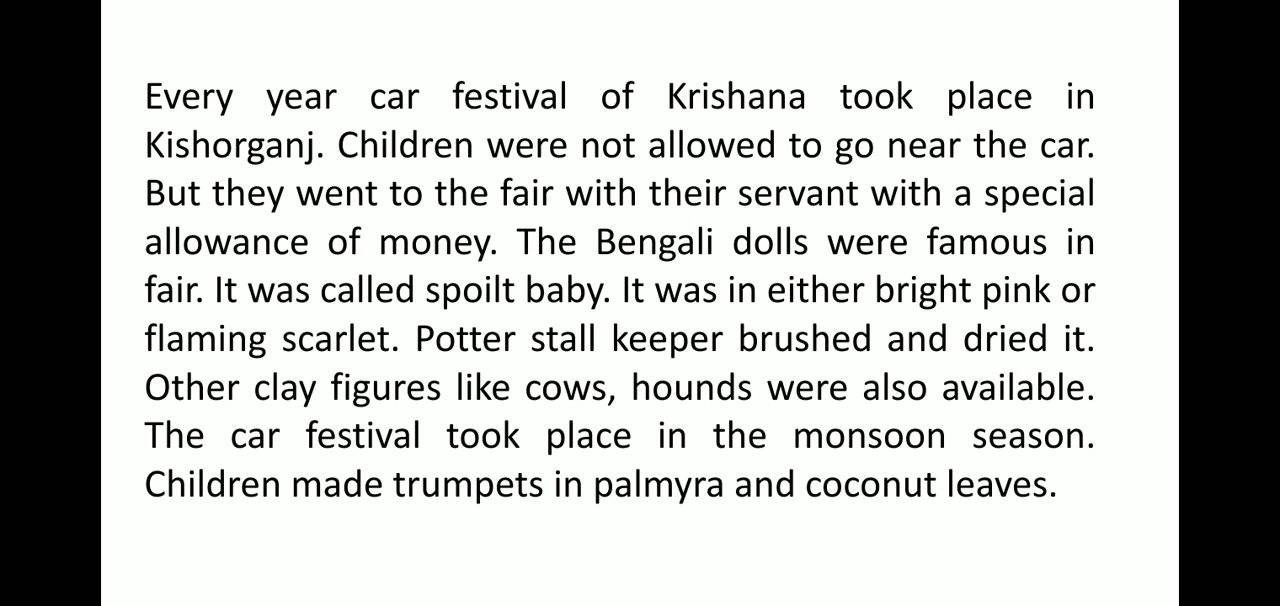 Every year car festival of Krishana took place in
Kishorganj. Children were not allowed to go near the car.
But they went to the fair with their servant with a special
allowance of money. The Bengali dolls were famous in
fair. It was called spoilt baby. It was in either bright pink or
flaming scarlet. Potter stall keeper brushed and dried it.
Other clay figures like cows, hounds were also available.
The car festival took place in the monsoon season.
Children made trumpets in palmyra and coconut leaves.